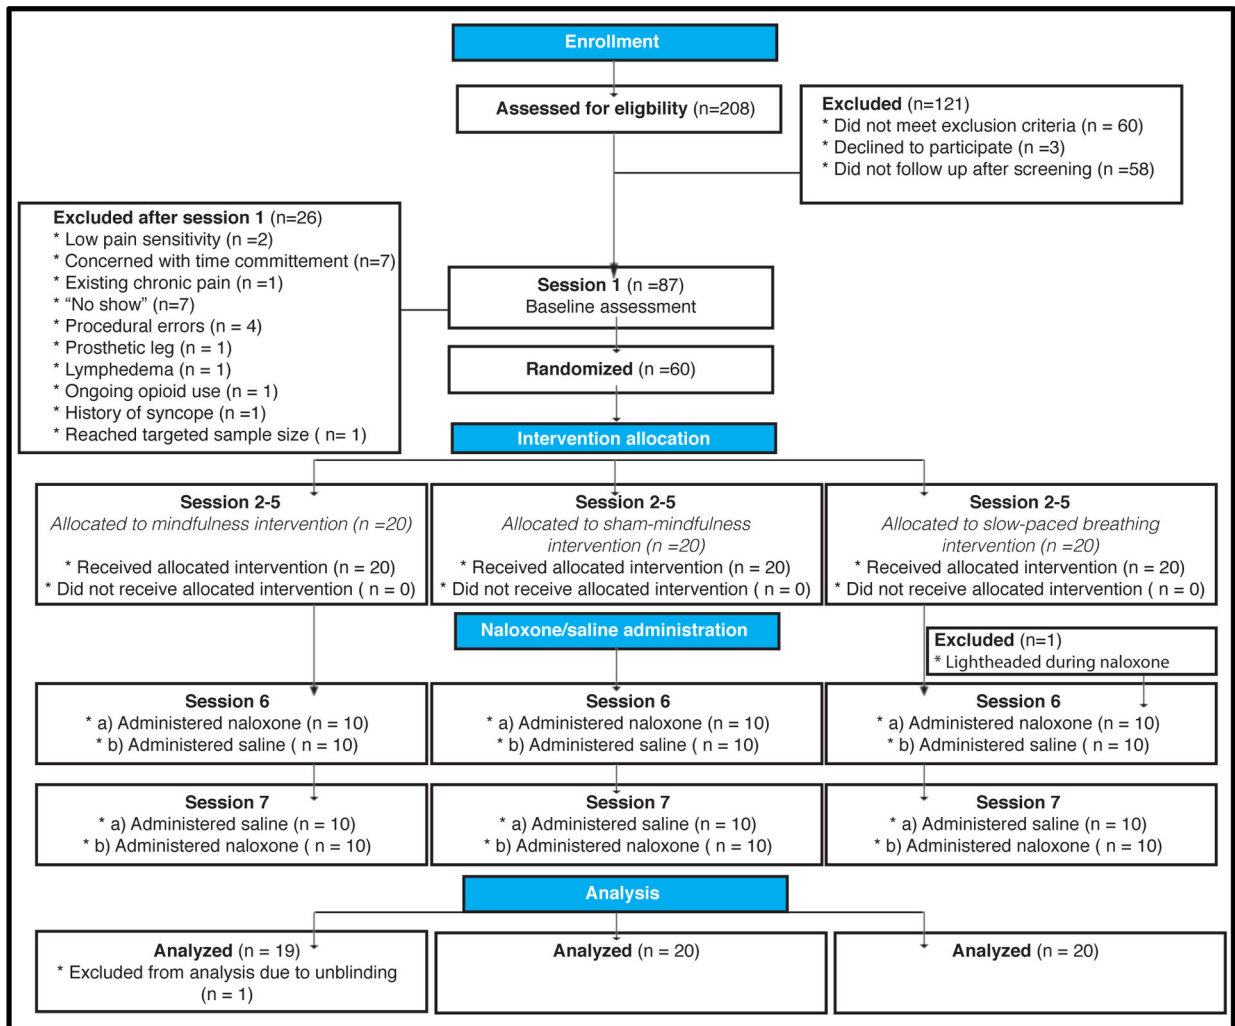 Enrollment
Assessed for eligbility (n=208)
Excluded (n=121)
* Did not meet exclusion criteria (n = 60)
* Declined to participate (n =3)
* Did not follow up after screening (n =58)
Excluded after session 1 (n=26)
* Low pain sensitivity (n =2)
* Concerned with time committement (n=7)
* Existing chronic pain (n =1)
* “No show” (n=7)
* Procedural errors (n = 4)
* Prosthetic leg (n = 1)
* Lymphedema (n = 1)
* Ongoing opioid use (n = 1)
* History of syncope (n =1)
* Reached targeted sample size ( n= 1)
Session 1 (n =87)
Baseline assessment
Randomized (n =60)
Intervention allocation
Session 2-5
Allocated to mindfulness intervention (n =20)
* Received allocated intervention (n = 20)
* Did not receive allocated intervention ( n = 0)
Session 2-5
Allocated to sham-mindfulness
intervention (n =20)
* Received allocated intervention (n = 20)
* Did not receive allocated intervention ( n = 0)
Session 2-5
Allocated to slow-paced breathing
intervention (n =20)
* Received allocated intervention (n = 20)
* Did not receive allocated intervention ( n = 0)
Naloxone/saline administration
Excluded (n=1)
* Lightheaded during naloxone
Session 6
* a) Administered naloxone (n = 10)
* b) Administered saline ( n = 10)
Session 6
* a) Administered naloxone (n = 10)
* b) Administered saline ( n = 10)
Session 6
* a) Administered naloxone (n = 10)
* b) Administered saline ( n = 10)
Session 7
* a) Administered saline (n = 10)
* b) Administered naloxone ( n = 10)
Session 7
* a) Administered saline (n = 10)
* b) Administered naloxone ( n = 10)
Session 7
* a) Administered saline (n = 10)
* b) Administered naloxone ( n = 10)
Analysis
Analyzed (n = 19)
* Excluded from analysis due to unblinding
(n = 1)
Analyzed (n = 20)
Analyzed (n = 20)